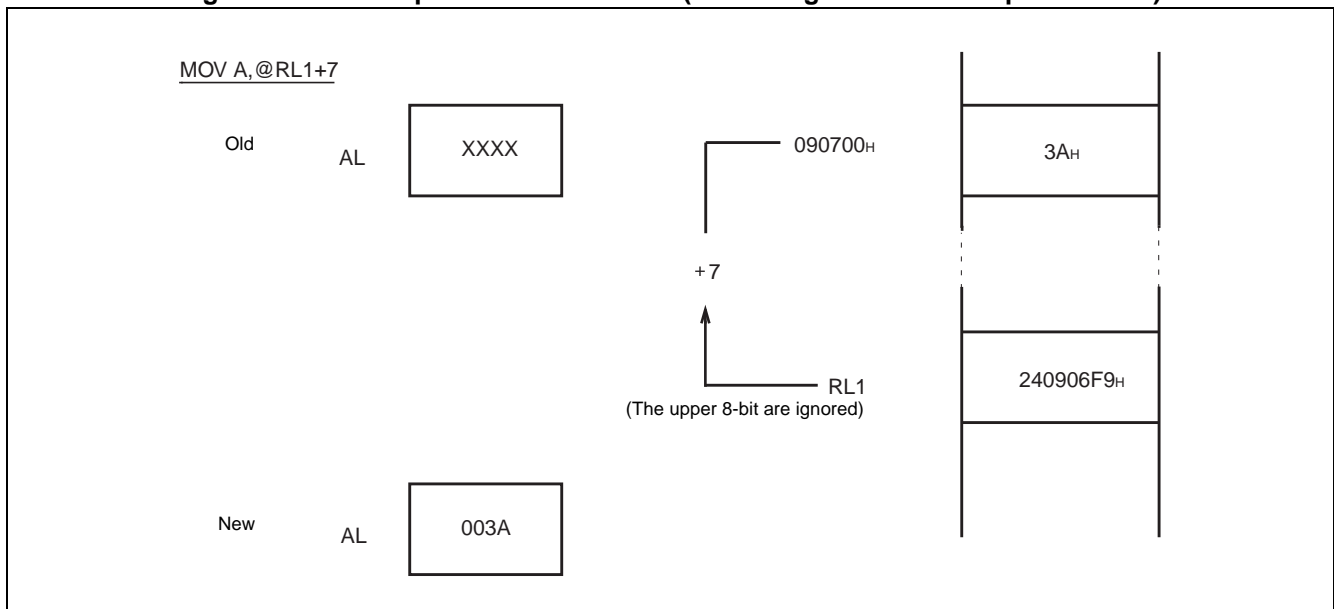 MOV A,@RL1+7
Old AL XXXX 090700H 3AH
+7
RL1 240906F9H
(The upper 8-bit are ignored)
New AL 003A